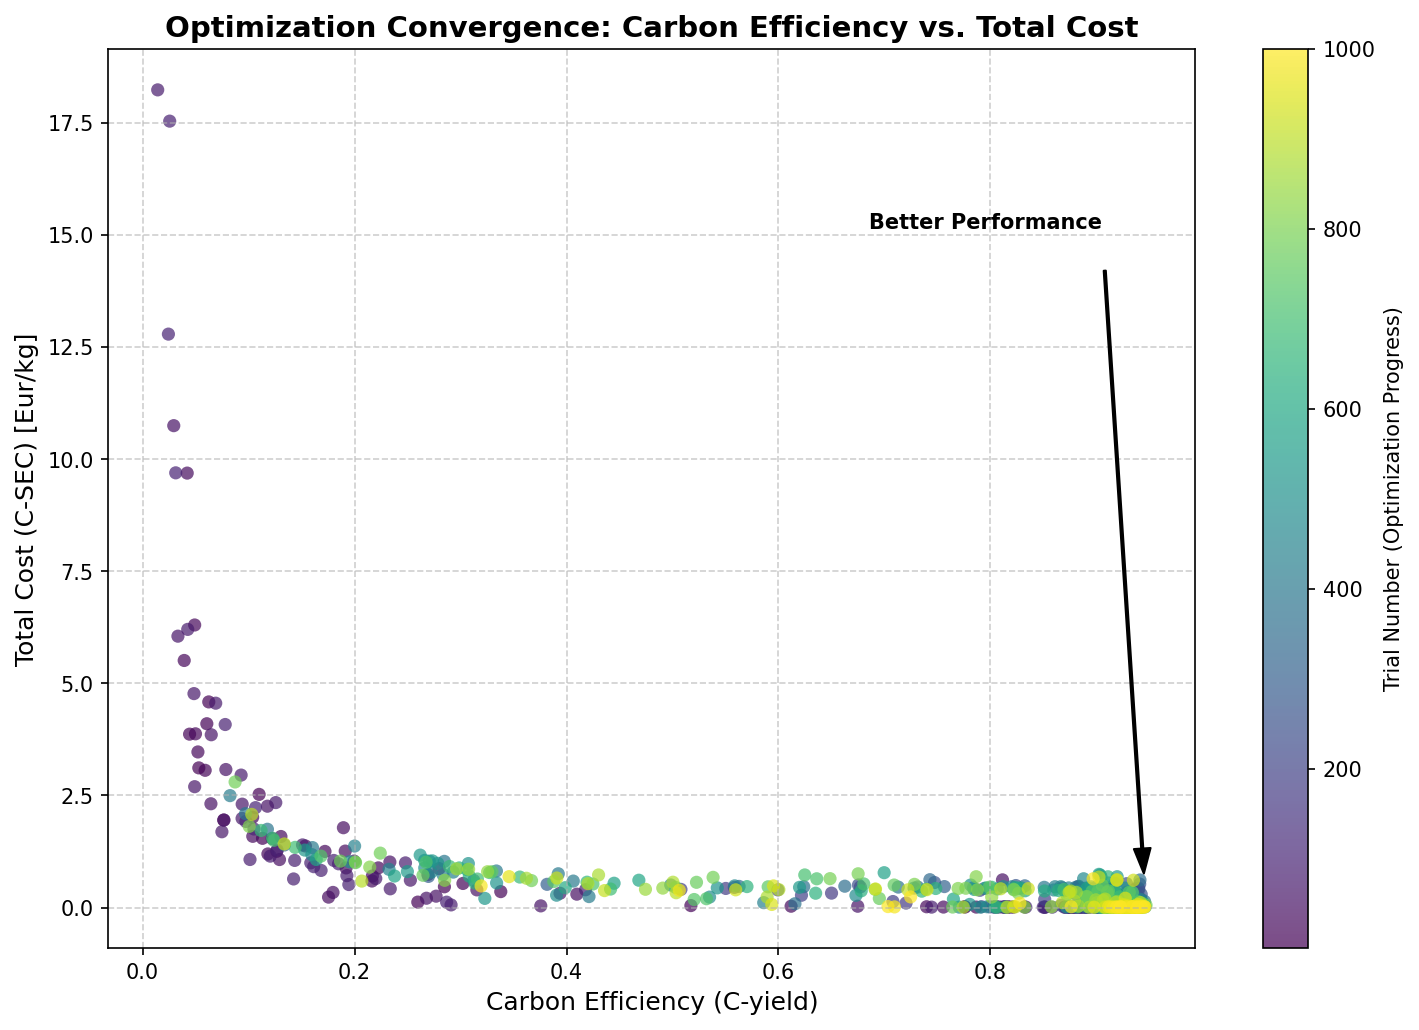 Optimization Convergence: Carbon Efficiency vs. Total Cost
17.5
15.0
12.5
10.0
7.5
5.0
2.5
0.0
Total Cost (C-SEC) [Eur/kg]
Better Performance
0.0 0.2 0.4 0.6 0.8
Carbon Efficiency (C-yield)
1000
800
600
400
200
Trial Number (Optimization Progress)